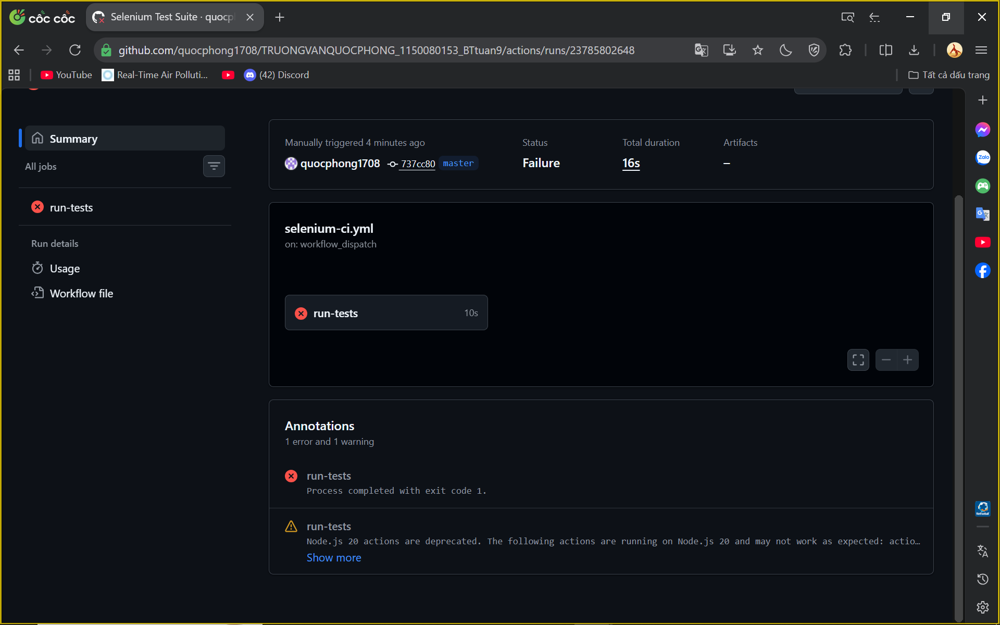 cốc cốc
Selenium Test Suite · quocp
github.com/quocphong1708/TRUONGVANQUOCPHONG_1150080153_BTtuan9/actions/runs/23785802648
YouTube
Real-Time Air Polluti...
(42) Discord
Tất cả dấu trang
Summary
All jobs
run-tests
Run details
Usage
Workflow file
Manually triggered 4 minutes ago
quocphong1708 737cc80 master
Status
Failure
Total duration
16s
Artifacts
–
selenium-ci.yml
on: workflow_dispatch
run-tests 10s
Annotations
1 error and 1 warning
run-tests
Process completed with exit code 1.
run-tests
Node.js 20 actions are deprecated. The following actions are running on Node.js 20 and may not work as expected: actio…
Show more
Zalo